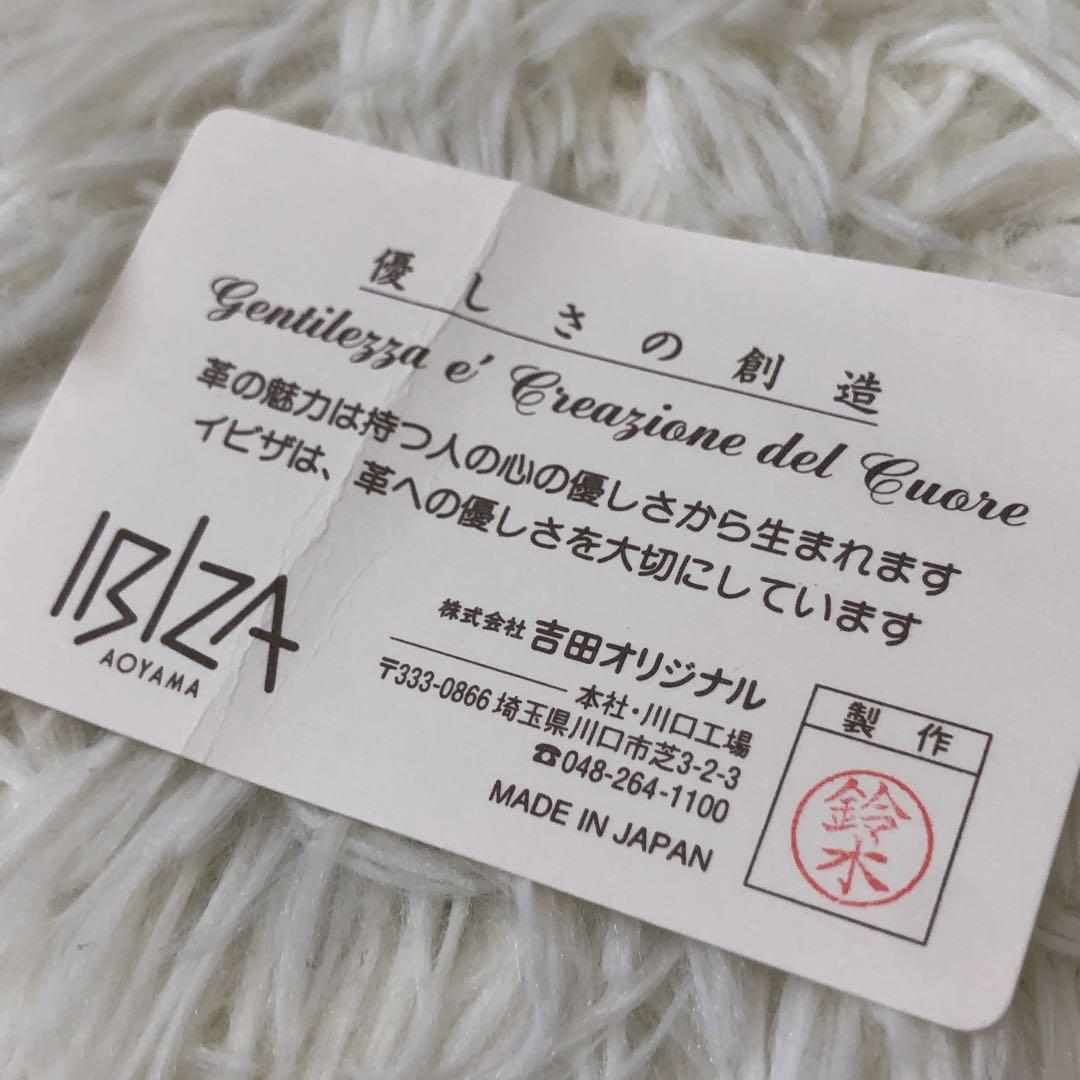 優しさの創造
Gentilezza e' Creazione del Cuore
革の魅力は持つ人の心の優しさから生まれます
イビザは、革への優しさを大切にしています
IBIZA
AOYAMA
株式会社 吉田オリジナル
本社・川口工場
〒333-0866 埼玉県川口市芝3-2-3
☎048-264-1100
MADE IN JAPAN
製作
鈴木